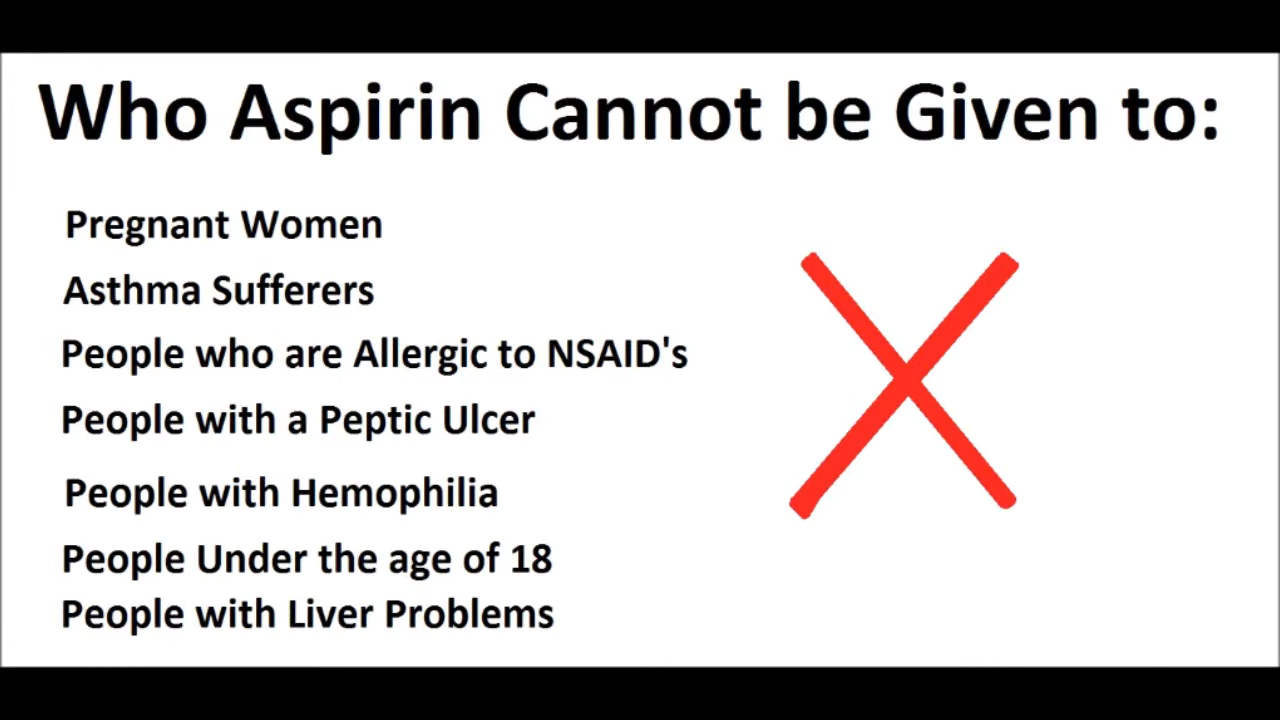 Who Aspirin Cannot be Given to:
Pregnant Women
Asthma Sufferers
People who are Allergic to NSAID's
People with a Peptic Ulcer
People with Hemophilia
People Under the age of 18
People with Liver Problems